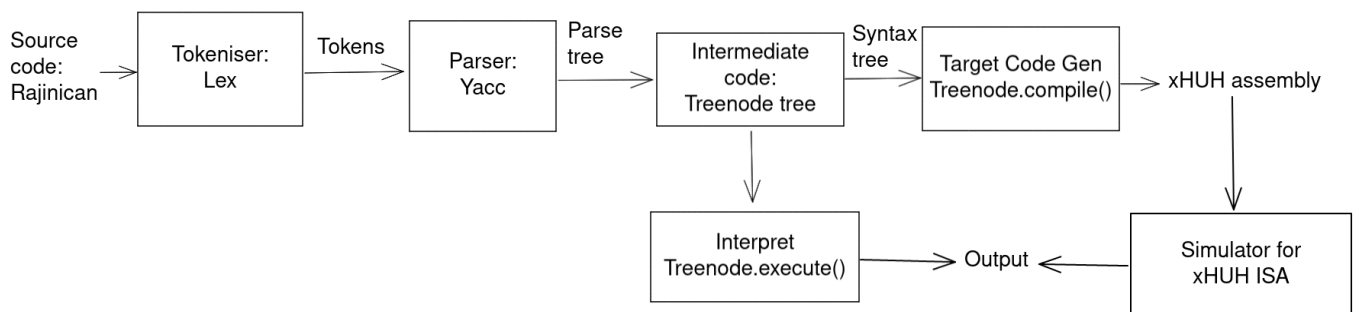 Source
code:
Rajinican
Tokeniser:
Lex
Tokens
Parser:
Yacc
Parse
tree
Intermediate
code:
Treenode tree
Syntax
tree
Target Code Gen
Treenode.compile()
xHUH assembly
Interpret
Treenode.execute()
Output
Simulator for
xHUH ISA